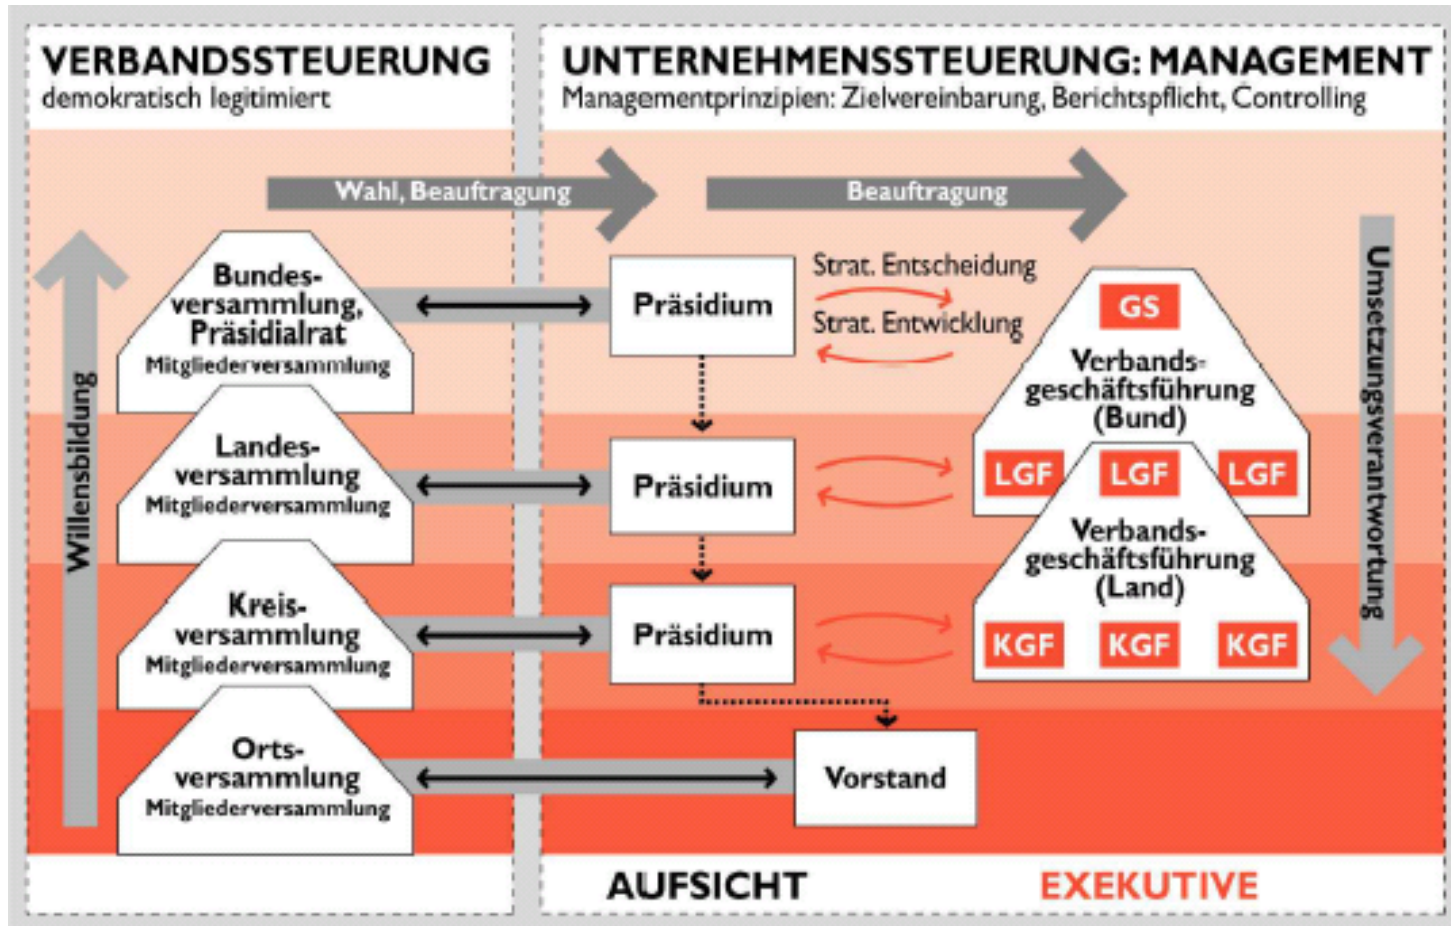 VERBANDSSTEUERUNG
demokratisch legitimiert
UNTERNEHMENSSTEUERUNG: MANAGEMENT
Managementprinzipien: Zielvereinbarung, Berichtspflicht, Controlling
Wahl, Beauftragung
Beauftragung
Willensbildung
Bundes-
versammlung,
Präsidialrat
Mitgliederversammlung
Landes-
versammlung
Mitgliederversammlung
Kreis-
versammlung
Mitgliederversammlung
Orts-
versammlung
Mitgliederversammlung
Präsidium
Präsidium
Präsidium
Vorstand
Strat. Entscheidung
Strat. Entwicklung
GS
Verbands-
geschäftsführung
(Bund)
LGF LGF LGF
Verbands-
geschäftsführung
(Land)
KGF KGF KGF
Umsetzungsverantwortung
AUFSICHT
EXEKUTIVE